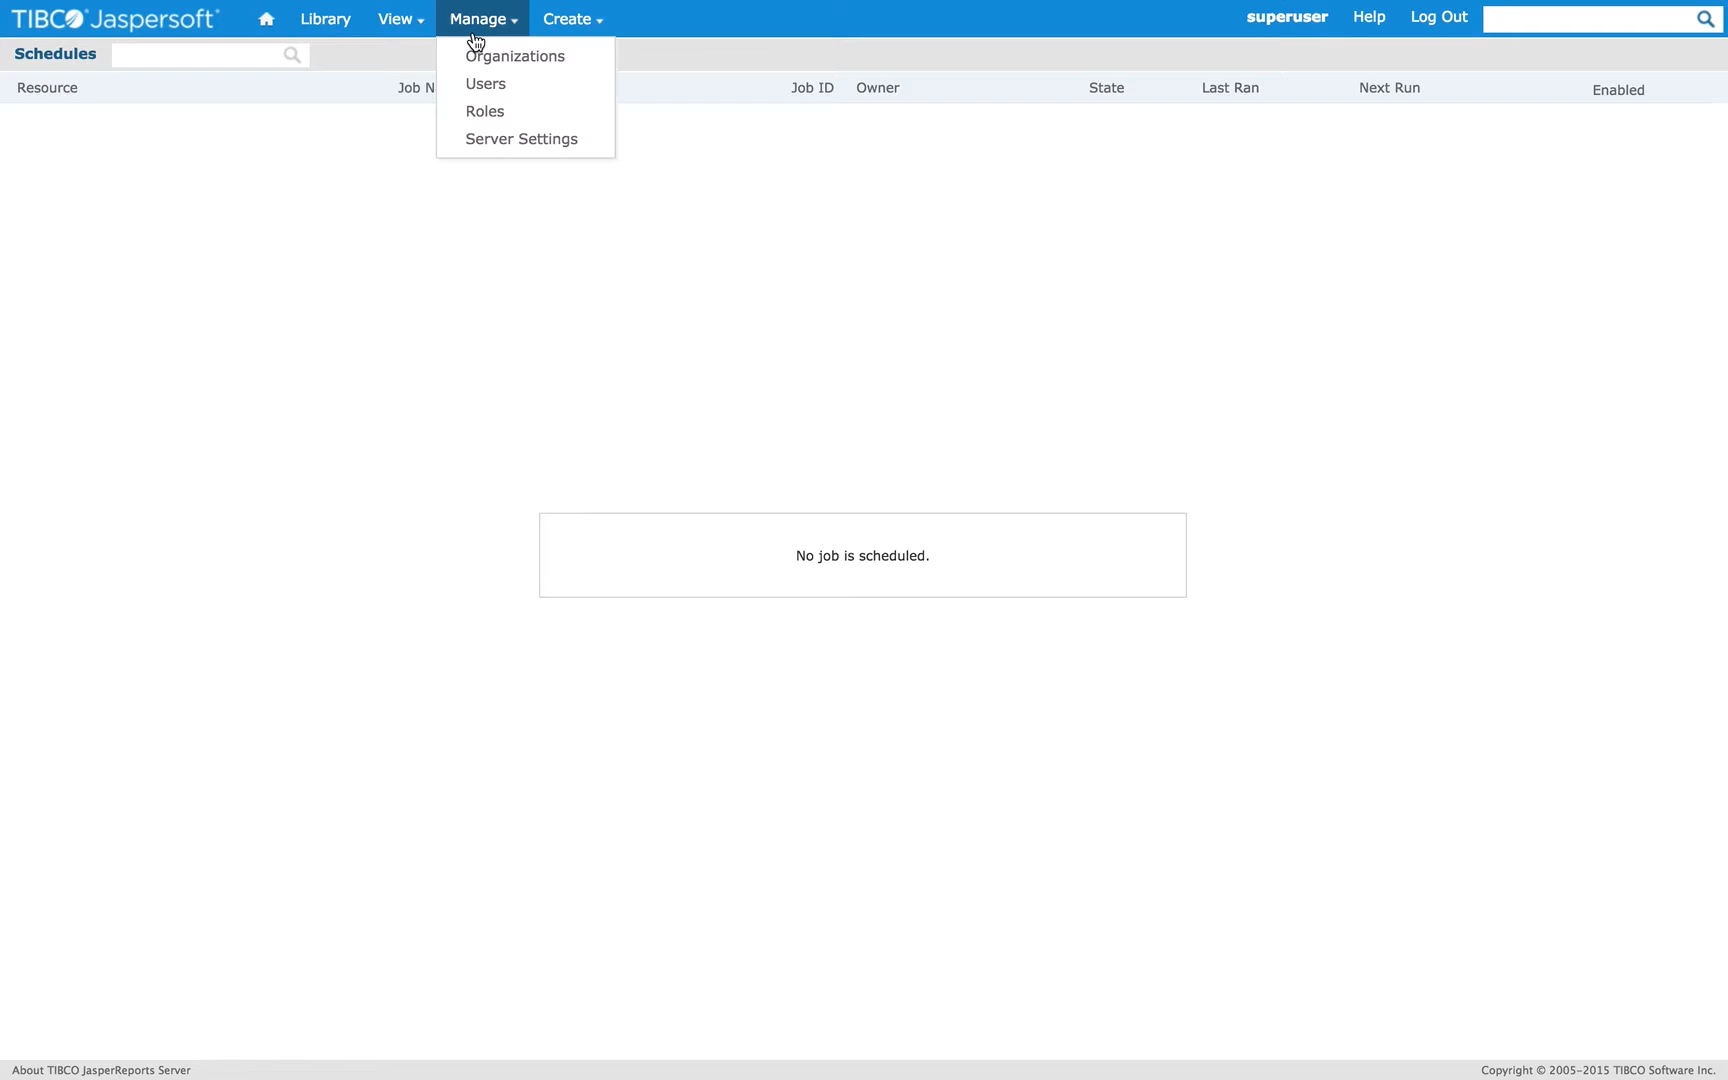 TIBCO Jaspersoft
Library
View
Manage
Create
superuser
Help
Log Out
Schedules
Organizations
Users
Roles
Server Settings
Resource
Job N
Job ID
Owner
State
Last Ran
Next Run
Enabled
No job is scheduled.
About TIBCO JasperReports Server
Copyright © 2005-2015 TIBCO Software Inc.